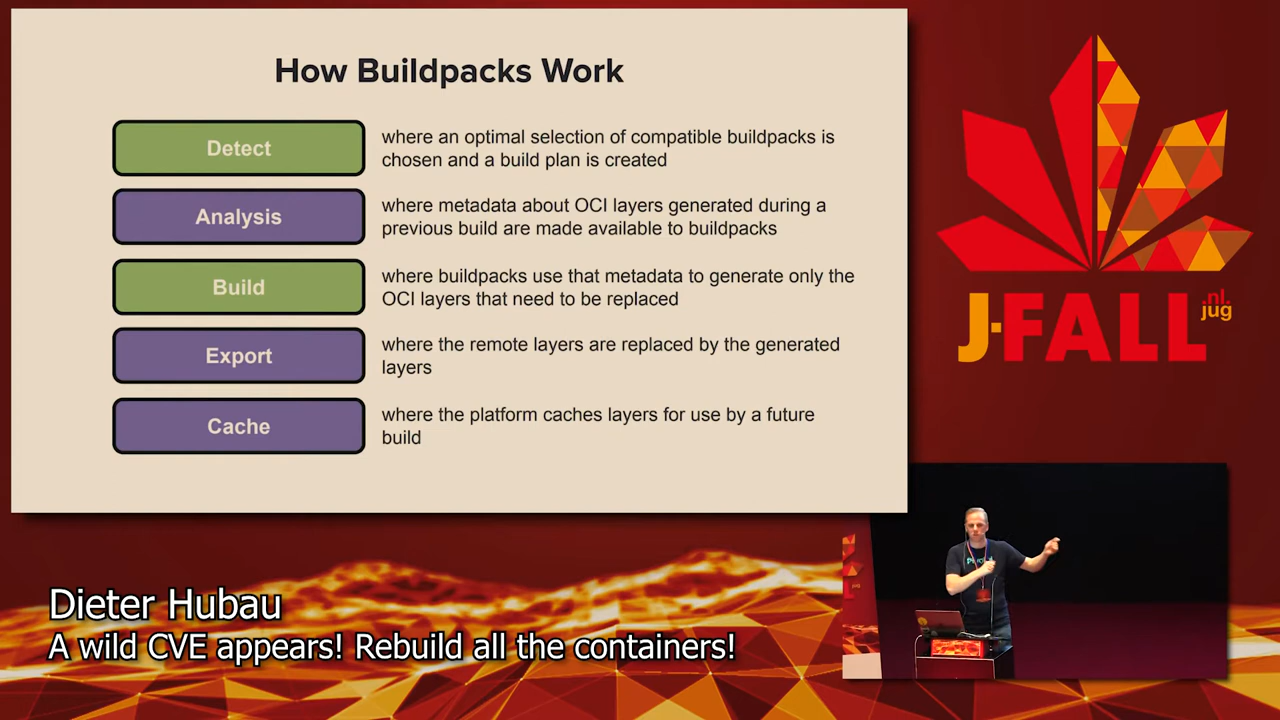 How Buildpacks Work
Detect
where an optimal selection of compatible buildpacks is
chosen and a build plan is created
Analysis
where metadata about OCI layers generated during a
previous build are made available to buildpacks
Build
where buildpacks use that metadata to generate only the
OCI layers that need to be replaced
Export
where the remote layers are replaced by the generated
layers
Cache
where the platform caches layers for use by a future
build
J-FALL
nl.
jug
Dieter Hubau
A wild CVE appears! Rebuild all the containers!